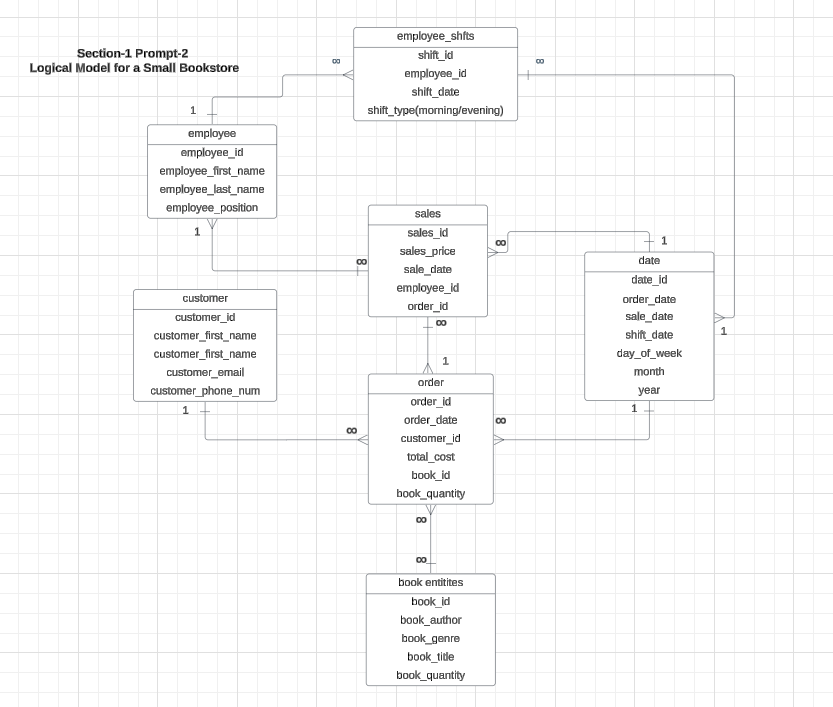 Section-1 Prompt-2
Logical Model for a Small Bookstore
employee_shfts
shift_id
employee_id
shift_date
shift_type(morning/evening)
∞
∞
1
employee
employee_id
employee_first_name
employee_last_name
employee_position
1
∞
sales
sales_id
sales_price
sale_date
employee_id
order_id
∞
1
∞
1
date
date_id
order_date
sale_date
shift_date
day_of_week
month
year
1
1
customer
customer_id
customer_first_name
customer_first_name
customer_email
customer_phone_num
1
∞
order
order_id
order_date
customer_id
total_cost
book_id
book_quantity
∞
∞
∞
book entitites
book_id
book_author
book_genre
book_title
book_quantity